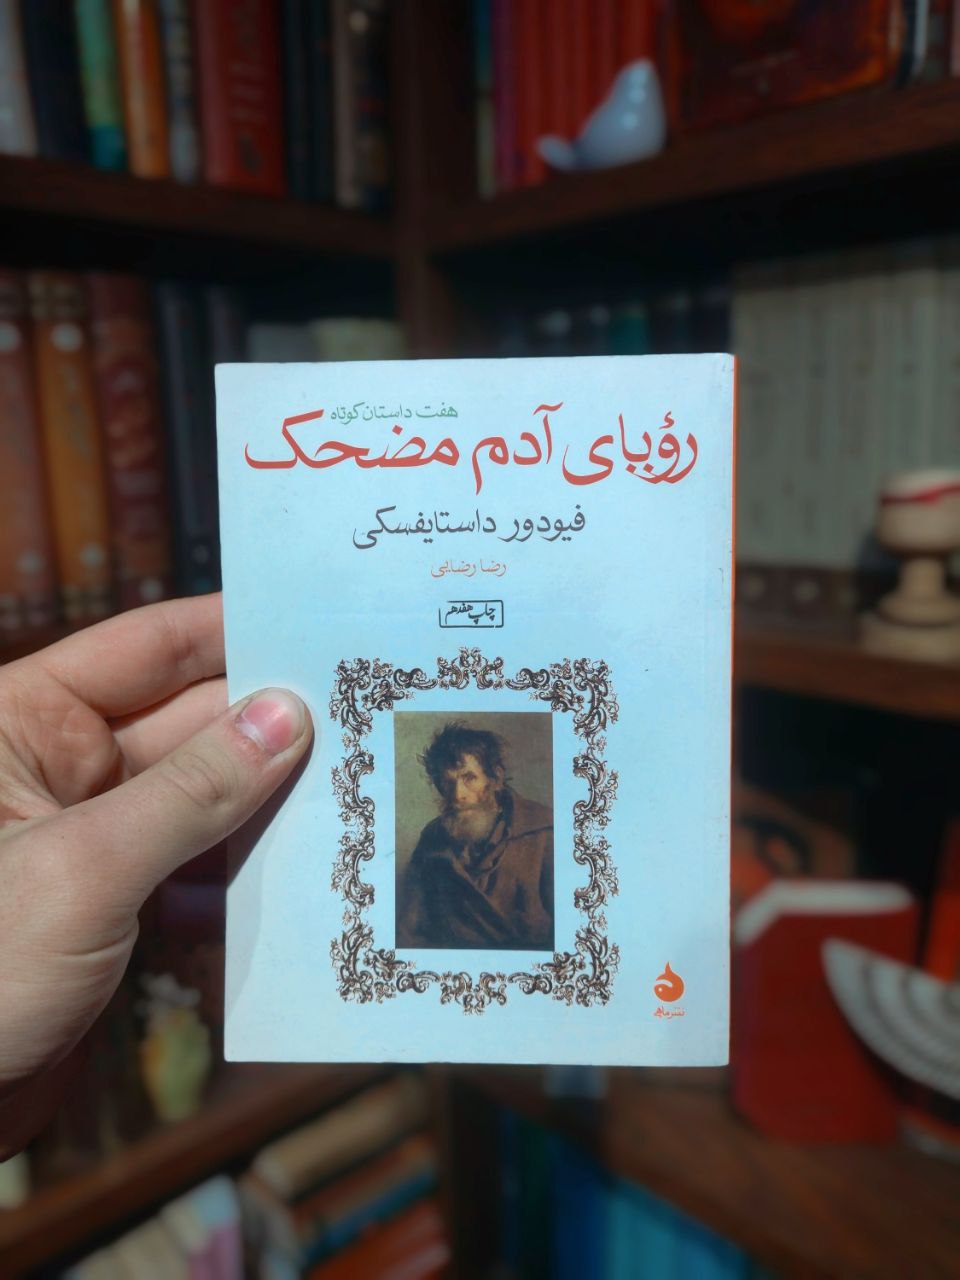 هفت داستان کوتاه
رؤیای آدم مضحک
فیودور داستایفسکی
رضا رضایی
چاپ هفدهم
نشر ماهی